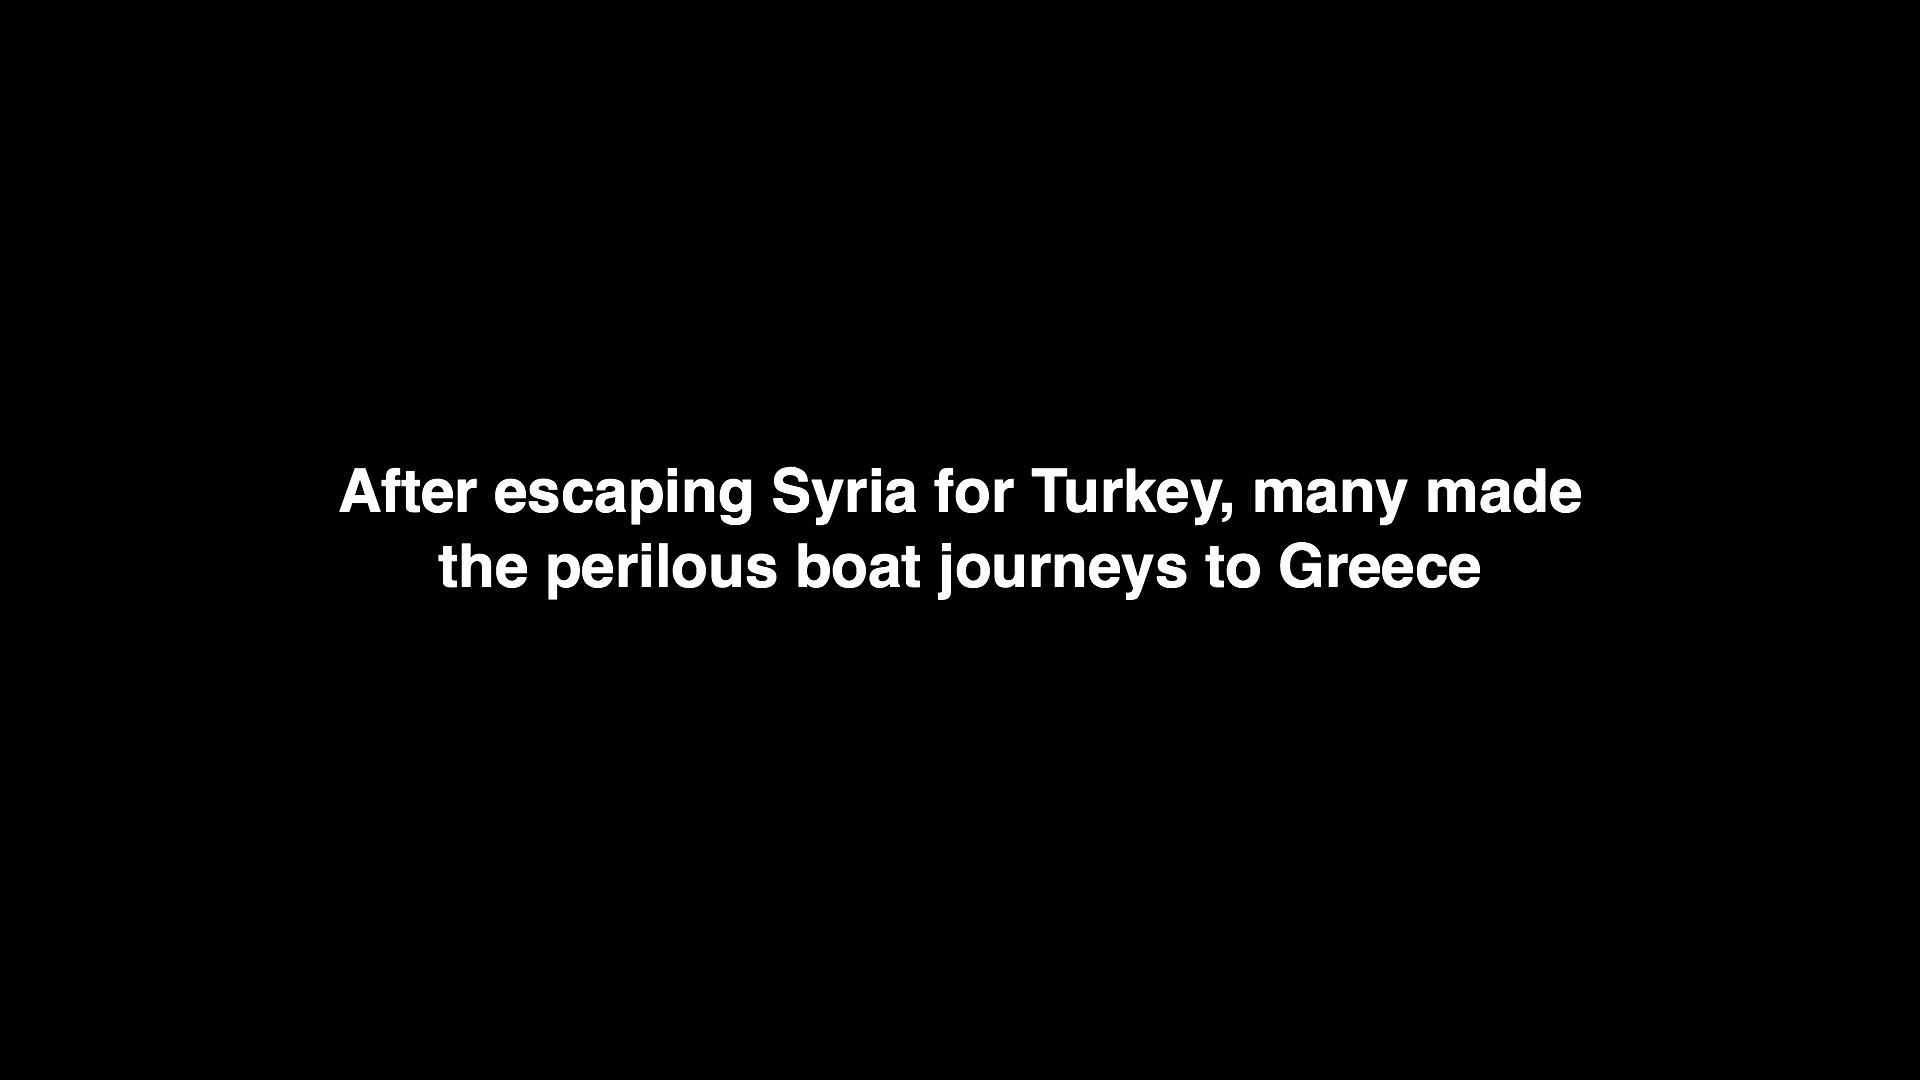 After escaping Syria for Turkey, many made
the perilous boat journeys to Greece